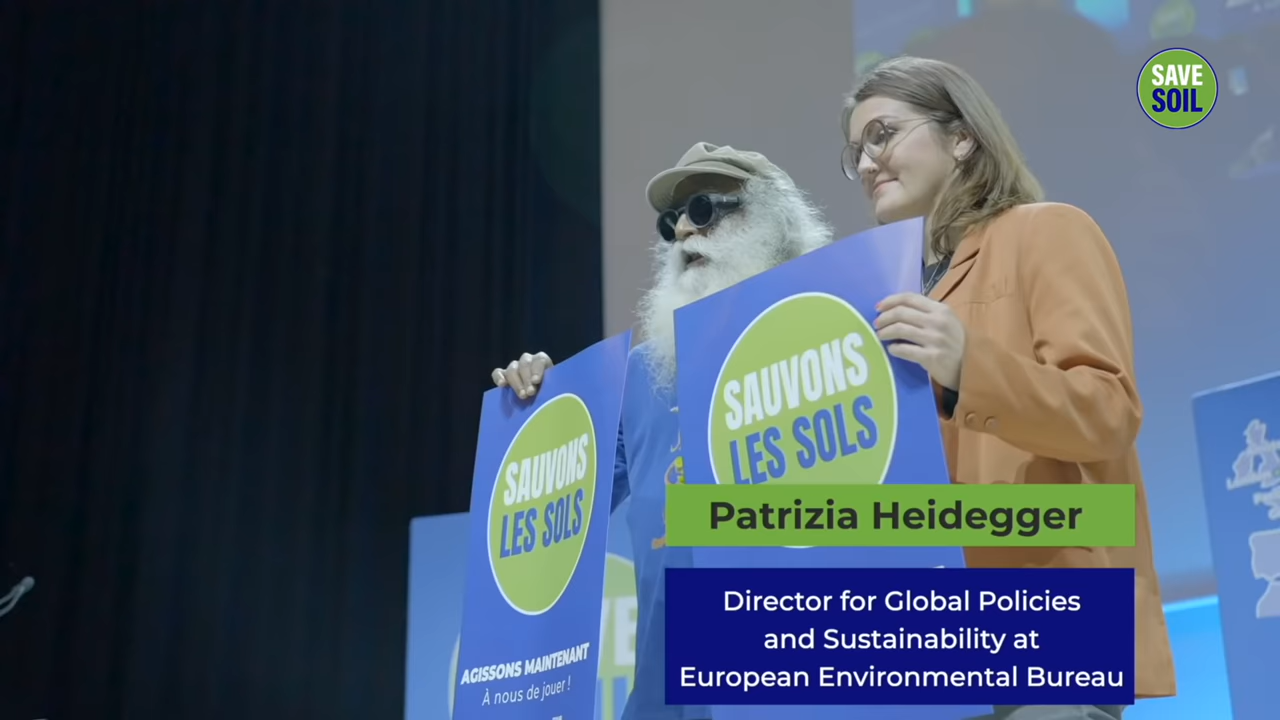 SAVE
SOIL
SAUVONS
LES SOLS
SAUVONS
LES SOLS
AGISSONS MAINTENANT
À nous de jouer !
Patrizia Heidegger
Director for Global Policies
and Sustainability at
European Environmental Bureau